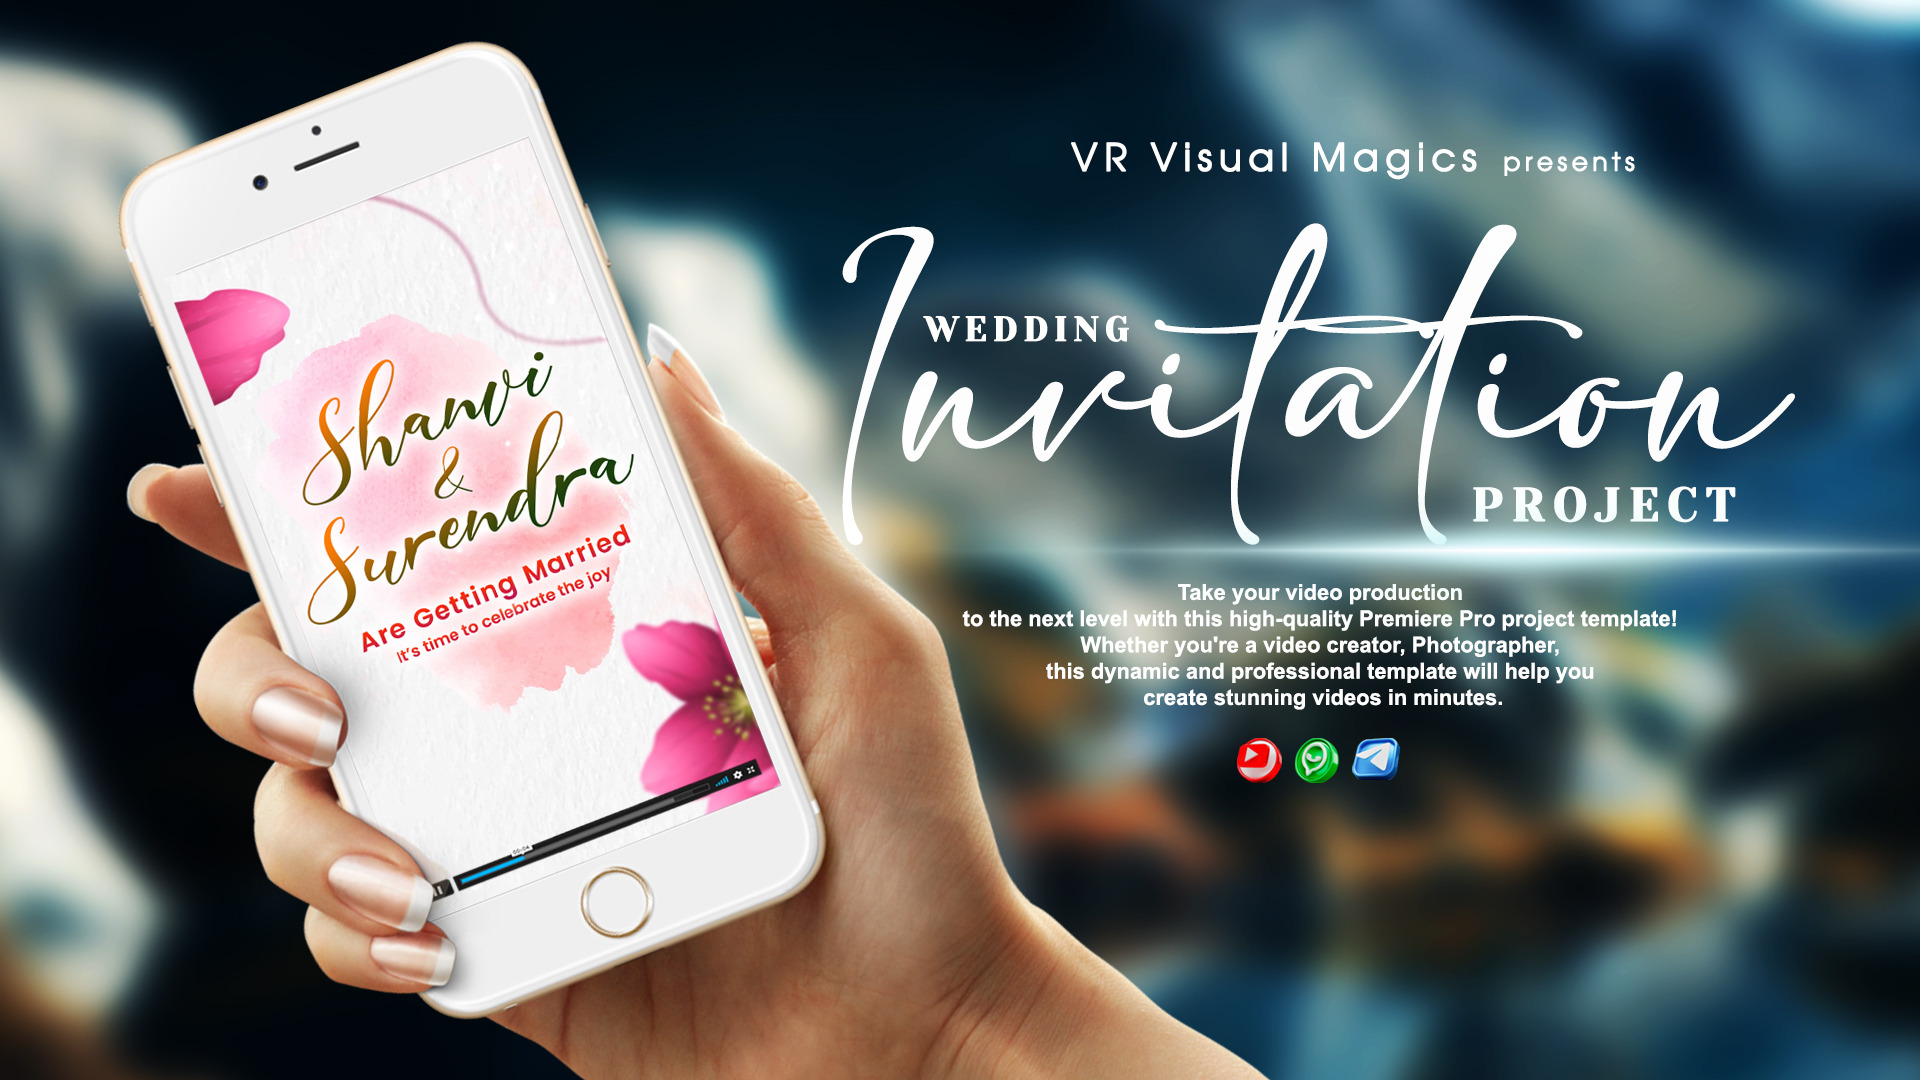 VR Visual Magics presents
WEDDING
Invitation
PROJECT
Take your video production
to the next level with this high-quality Premiere Pro project template!
Whether you're a video creator, Photographer,
this dynamic and professional template will help you
create stunning videos in minutes.
Shanvi
&
Surendra
Are Getting Married
It's time to celebrate the joy
00:04